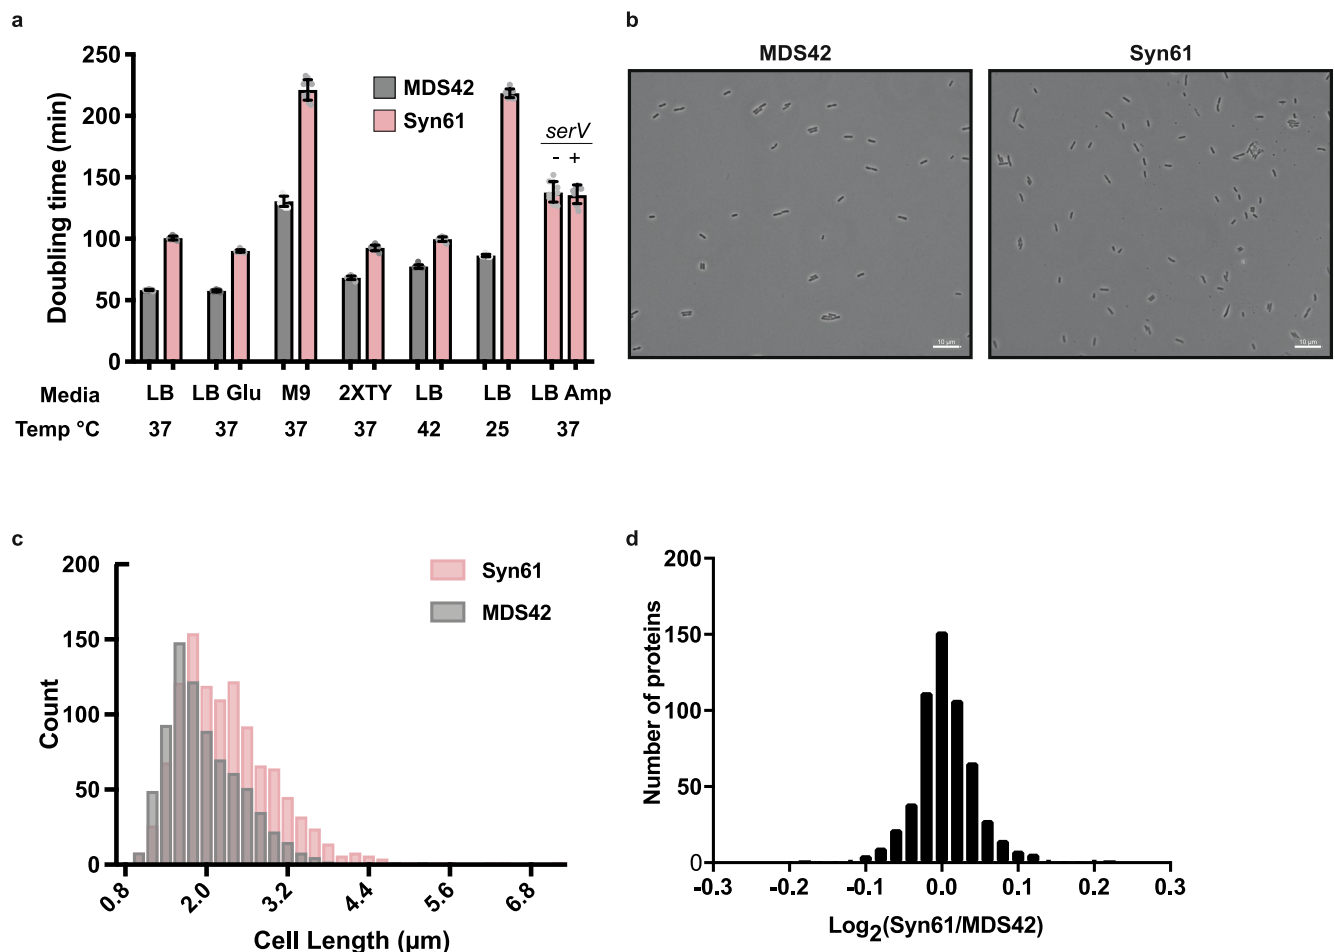 a
250
200
150
100
50
0
Doubling time (min)
MDS42
Syn61
serV
- +
Media LB LB Glu M9 2XTY LB LB LB Amp
Temp °C 37 37 37 37 42 25 37
b
MDS42
Syn61
10 µm
10 µm
c
200
150
100
50
0
Count
Syn61
MDS42
0.8 2.0 3.2 4.4 5.6 6.8
Cell Length (µm)
d
200
150
100
50
0
Number of proteins
-0.3 -0.2 -0.1 0.0 0.1 0.2 0.3
Log2(Syn61/MDS42)